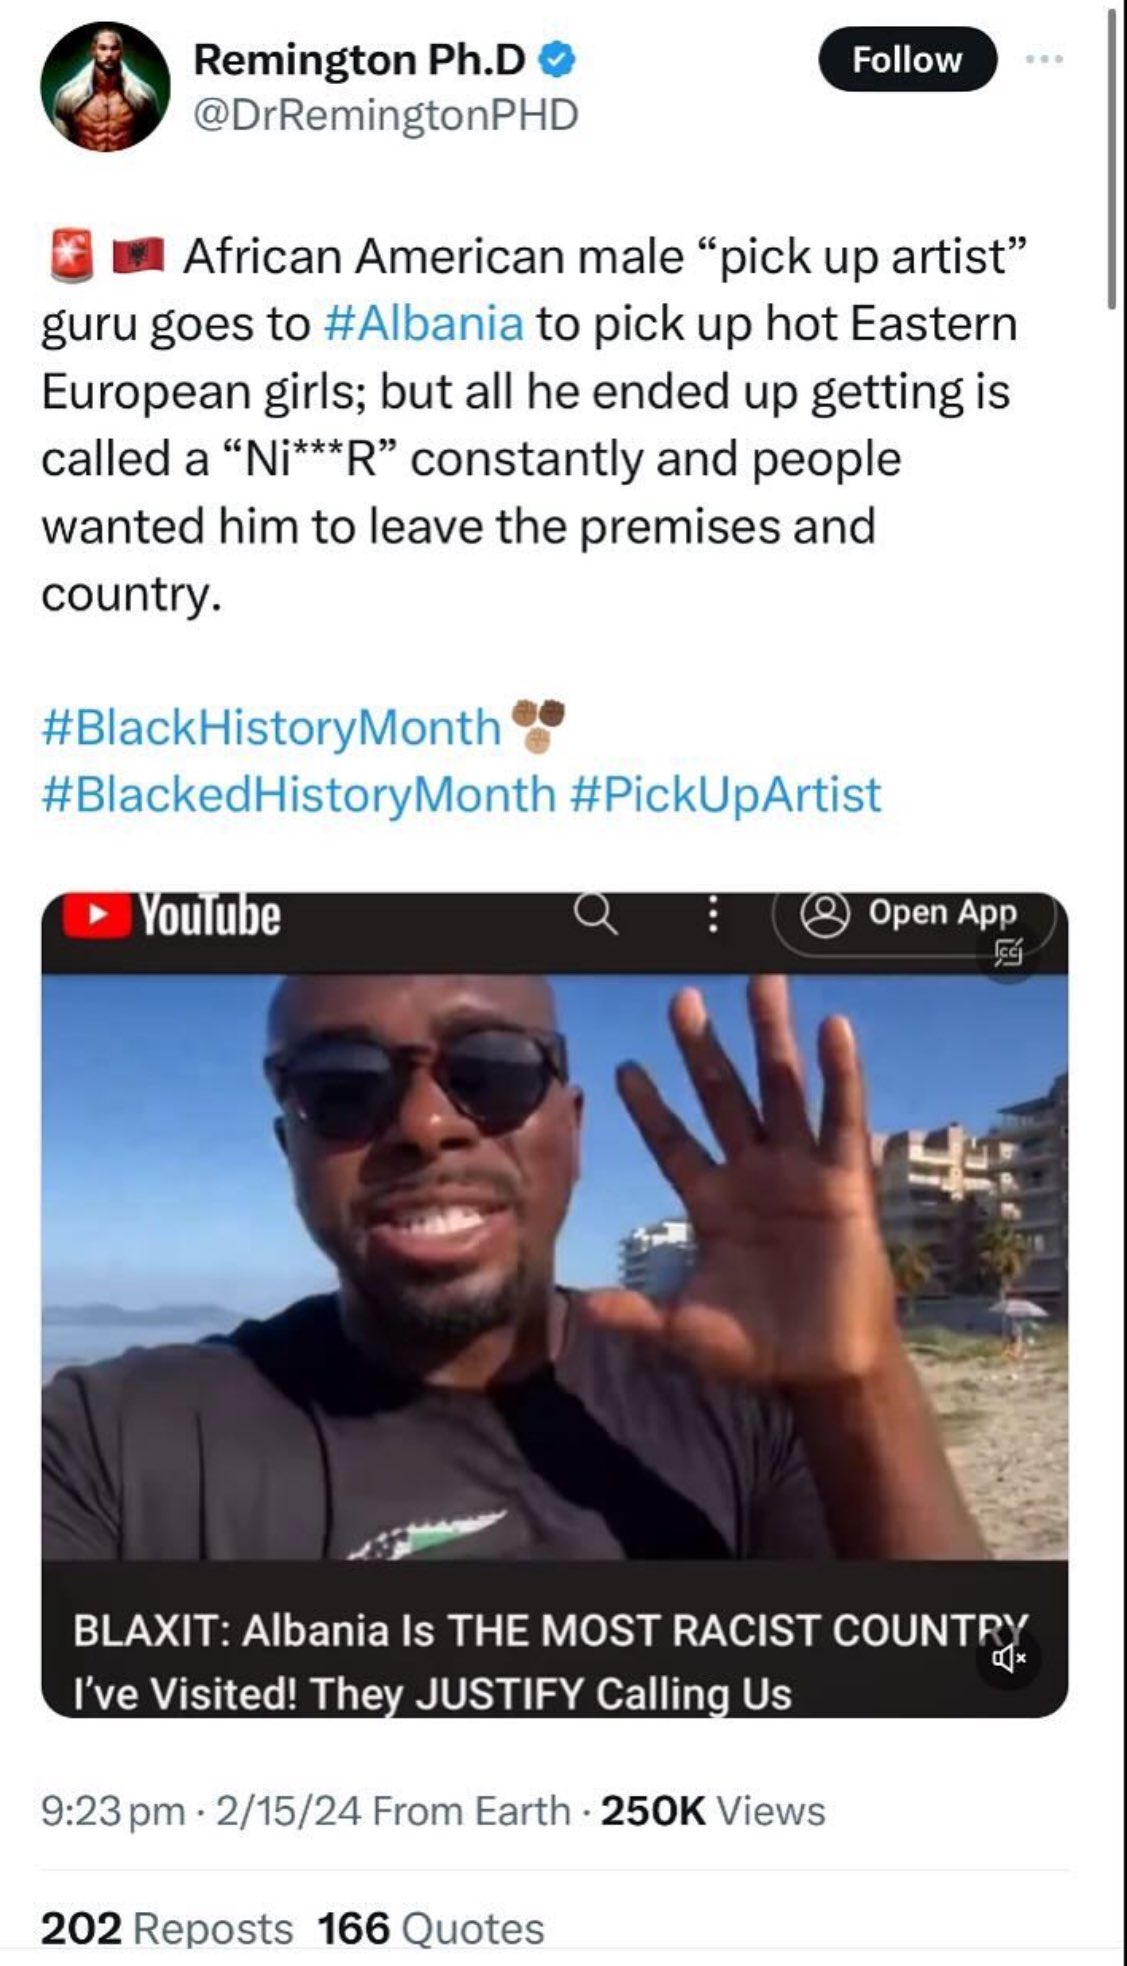 Remington Ph.D
Follow
@DrRemingtonPHD
African American male “pick up artist”
guru goes to #Albania to pick up hot Eastern
European girls; but all he ended up getting is
called a “Ni***R” constantly and people
wanted him to leave the premises and
country.
#BlackHistoryMonth
#BlackedHistoryMonth #PickUpArtist
YouTube
Open App
CC
BLAXIT: Albania Is THE MOST RACIST COUNTRY
I’ve Visited! They JUSTIFY Calling Us
9:23 pm · 2/15/24 From Earth · 250K Views
202 Reposts 166 Quotes